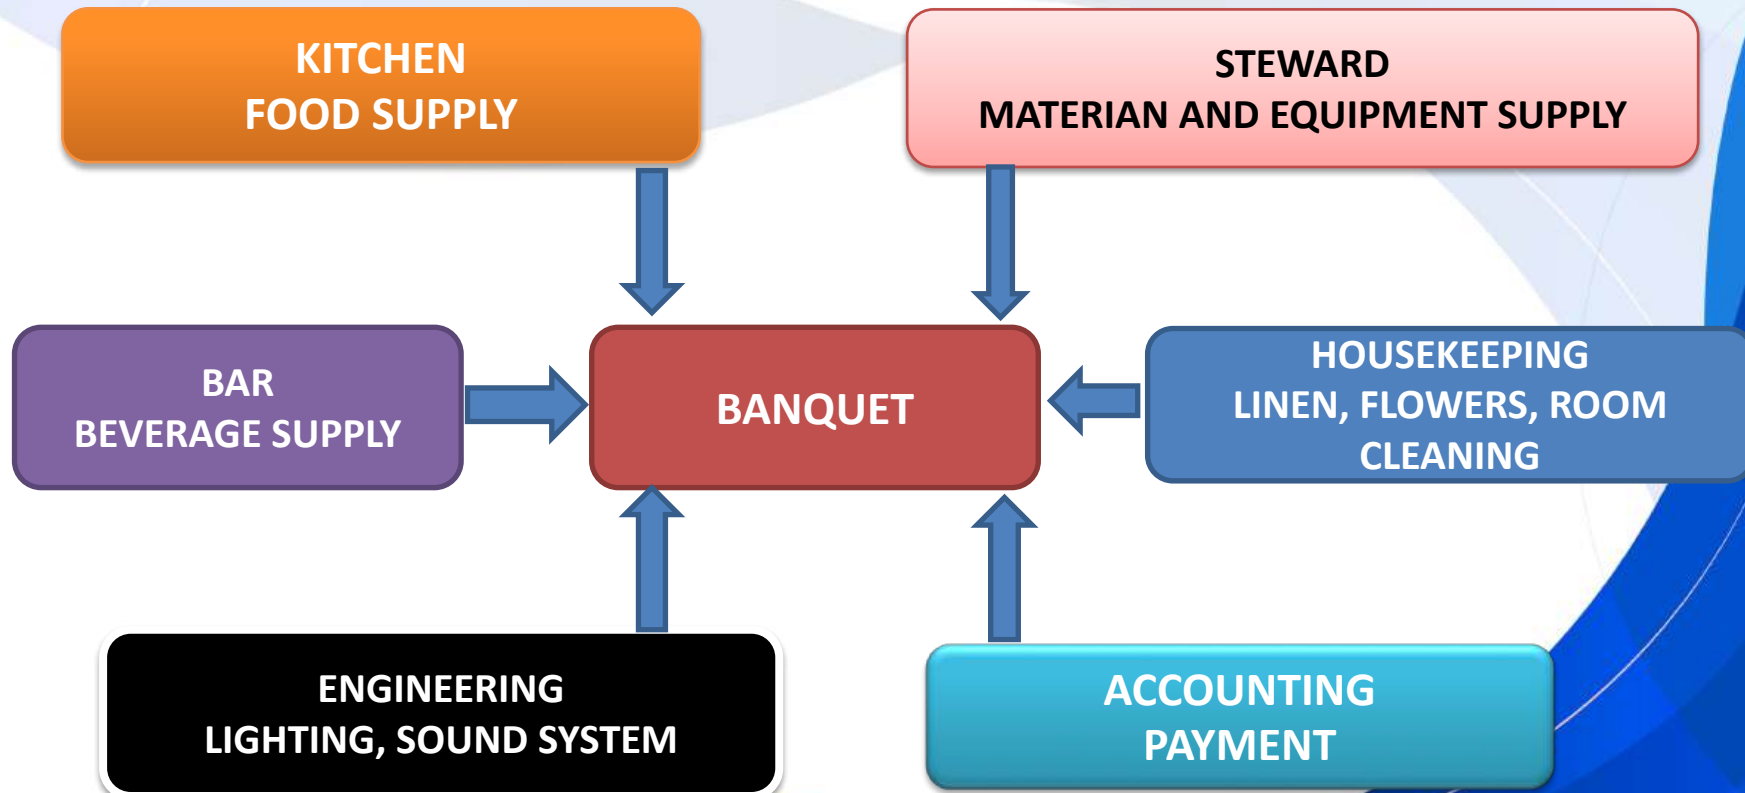 KITCHEN
FOOD SUPPLY
STEWARD
MATERIAN AND EQUIPMENT SUPPLY
BAR
BEVERAGE SUPPLY
BANQUET
HOUSEKEEPING
LINEN, FLOWERS, ROOM
CLEANING
ENGINEERING
LIGHTING, SOUND SYSTEM
ACCOUNTING
PAYMENT